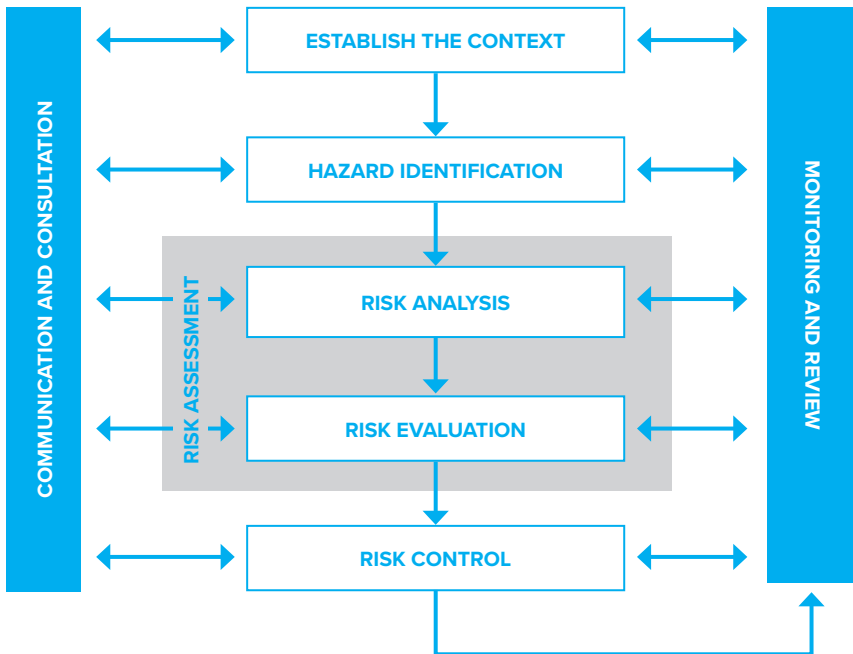 COMMUNICATION AND CONSULTATION
ESTABLISH THE CONTEXT
HAZARD IDENTIFICATION
RISK ASSESSMENT
RISK ANALYSIS
RISK EVALUATION
RISK CONTROL
MONITORING AND REVIEW